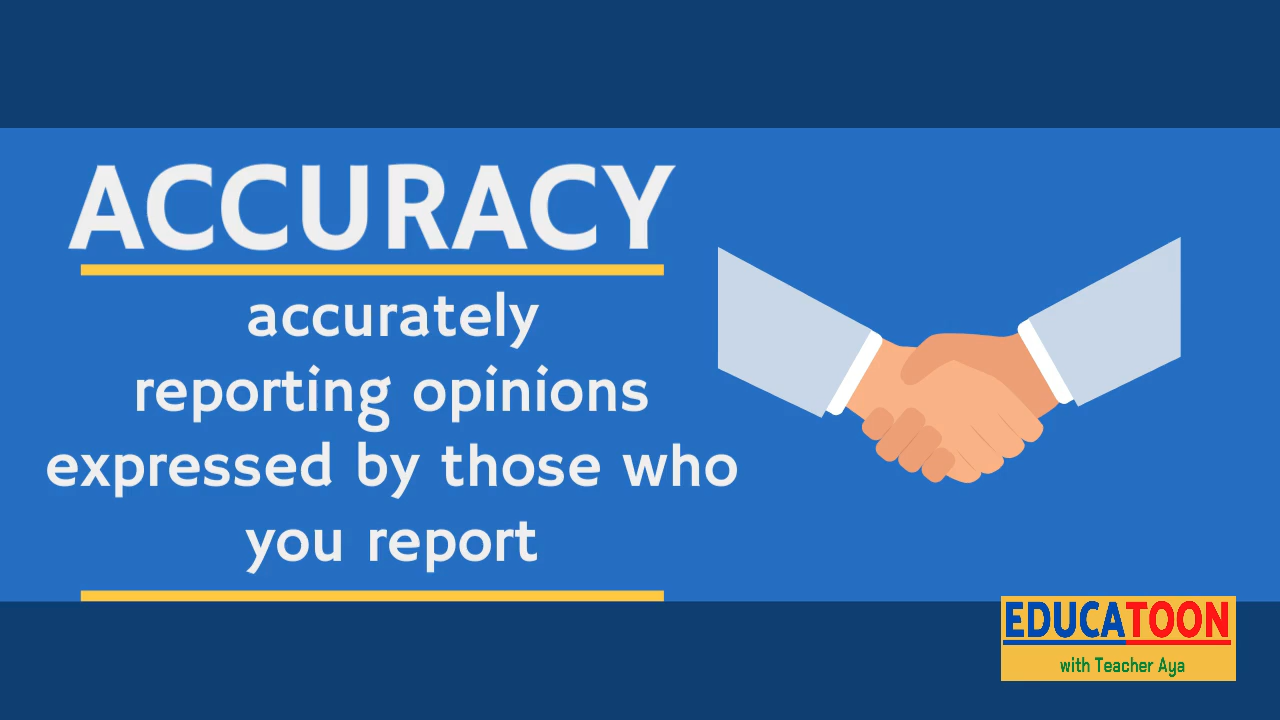 ACCURACY
accurately
reporting opinions
expressed by those who
you report
EDUCATOON
with Teacher Aya